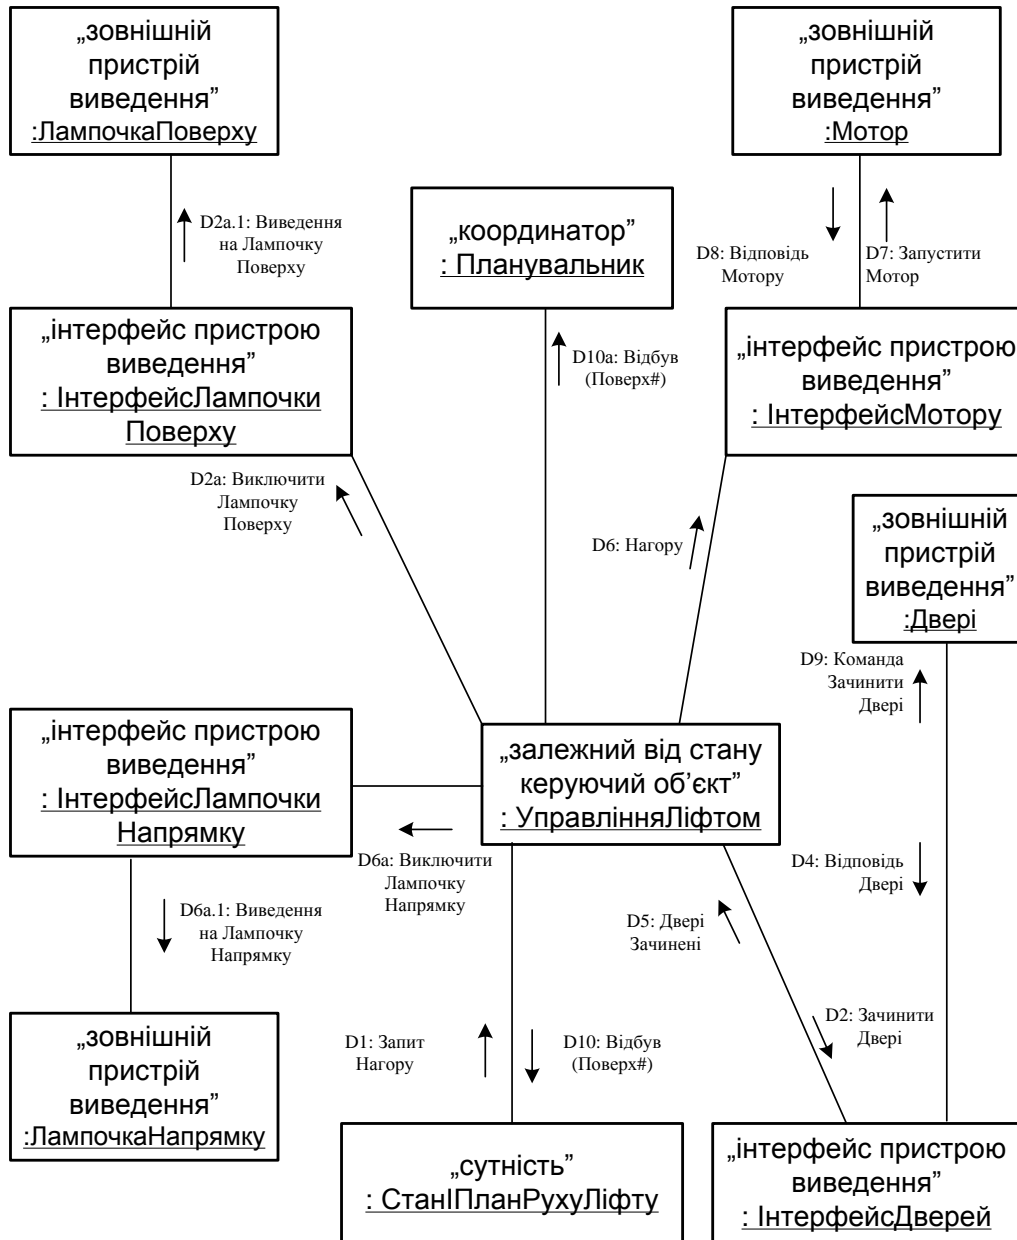 „зовнішній
пристрій
виведення”
:ЛампочкаПоверху
„зовнішній
пристрій
виведення”
:Мотор
D2a.1: Виведення
на Лампочку
Поверху
„координатор”
: Планувальник
D8: Відповідь
Мотору
D7: Запустити
Мотор
„інтерфейс пристрою
виведення”
: ІнтерфейсЛампочки
Поверху
D10a: Відбув
(Поверх#)
„інтерфейс пристрою
виведення”
: ІнтерфейсМотору
D2a: Виключити
Лампочку
Поверху
D6: Нагору
„зовнішній
пристрій
виведення”
:Двері
D9: Команда
Зачинити
Двері
„інтерфейс пристрою
виведення”
: ІнтерфейсЛампочки
Напрямку
„залежний від стану
керуючий об’єкт”
: УправлінняЛіфтом
D6a: Виключити
Лампочку
Напрямку
D4: Відповідь
Двері
D6a.1: Виведення
на Лампочку
Напрямку
D5: Двері
Зачинені
„зовнішній
пристрій
виведення”
:ЛампочкаНапрямку
D1: Запит
Нагору
D10: Відбув
(Поверх#)
D2: Зачинити
Двері
„сутність”
: СтанІПланРухуЛіфту
„інтерфейс пристрою
виведення”
: ІнтерфейсДверей